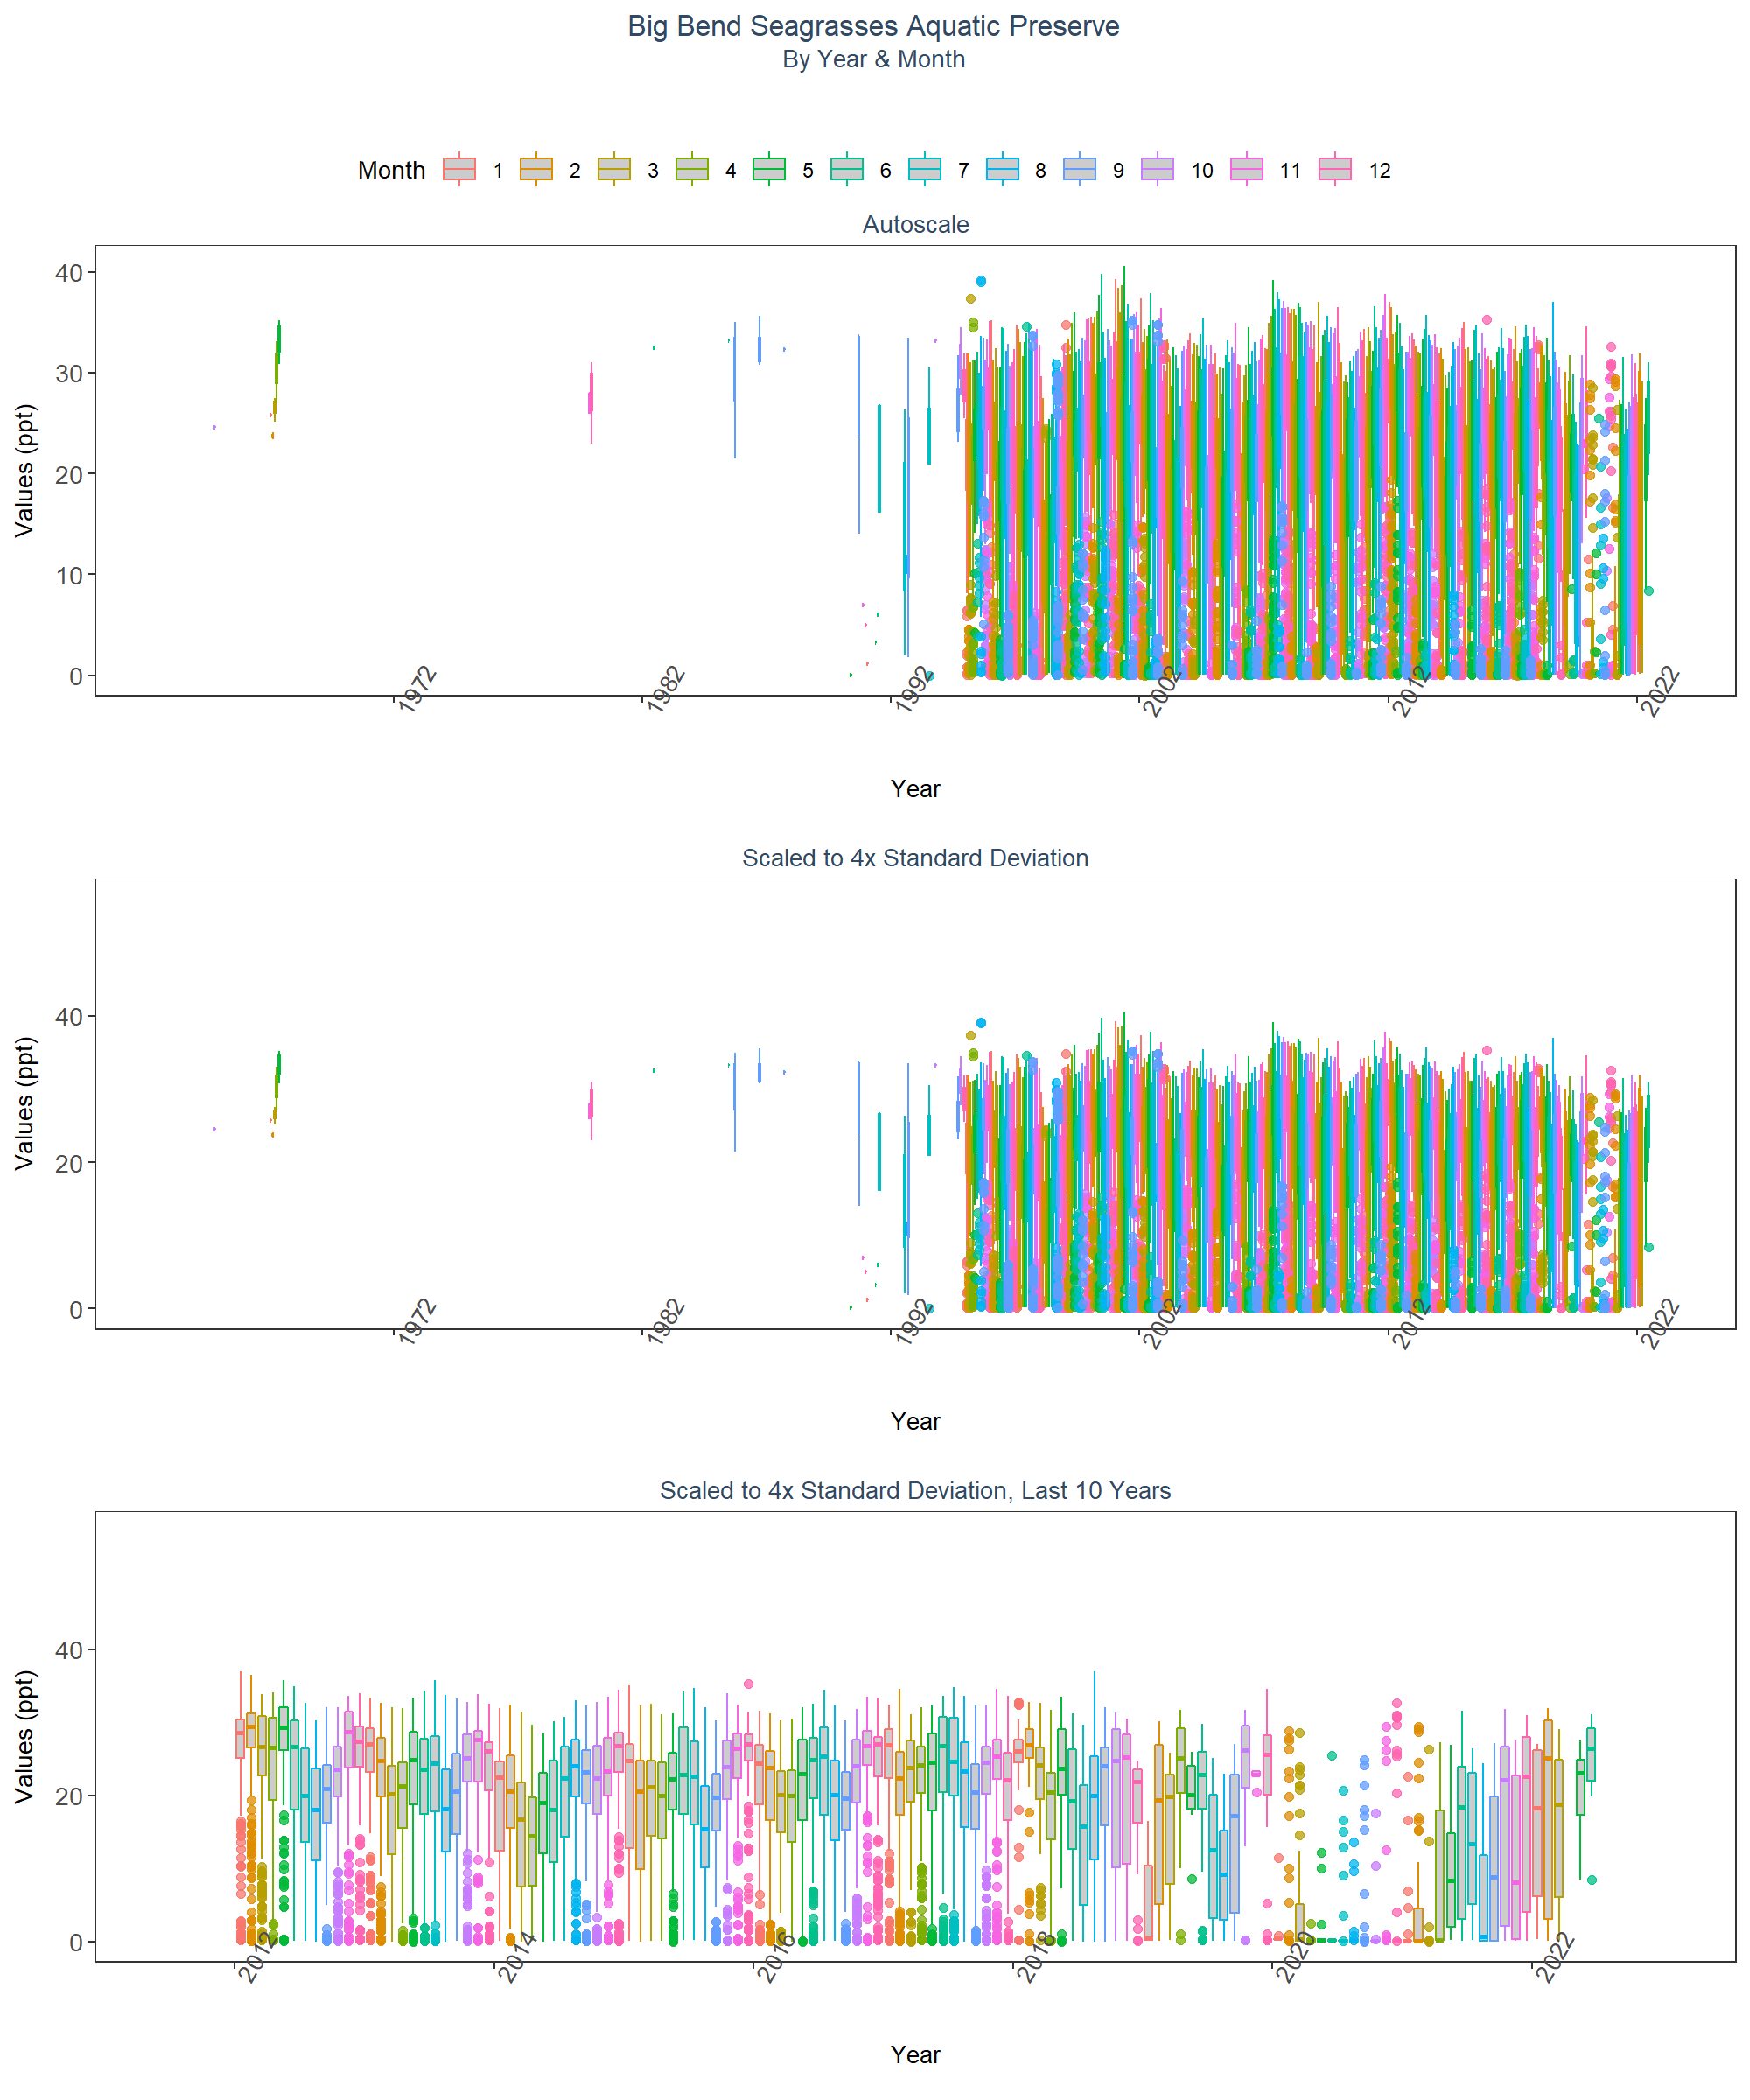 Big Bend Seagrasses Aquatic Preserve
By Year & Month
Month 1 2 3 4 5 6 7 8 9 10 11 12
Autoscale
Values (ppt)
40
30
20
10
0
1972 1982 1992 2002 2012 2022
Year
Scaled to 4x Standard Deviation
Values (ppt)
40
20
0
1972 1982 1992 2002 2012 2022
Year
Scaled to 4x Standard Deviation, Last 10 Years
Values (ppt)
40
20
0
2012 2014 2016 2018 2020 2022
Year